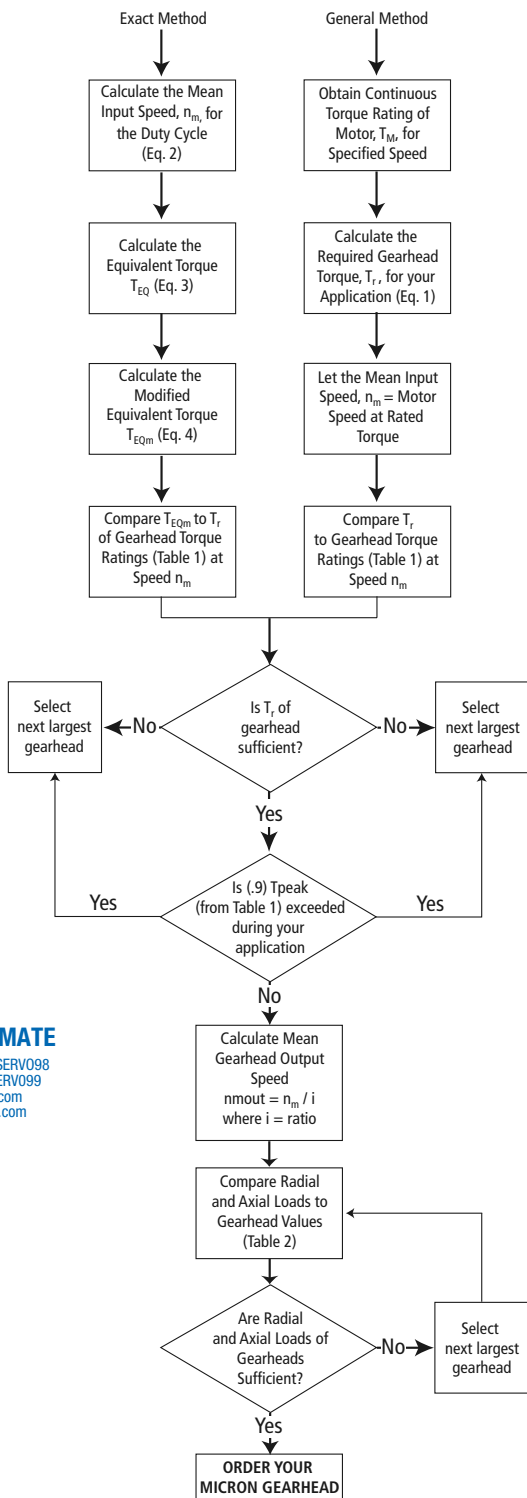 Exact Method
General Method
Calculate the Mean
Input Speed, nm, for
the Duty Cycle
(Eq. 2)
Obtain Continuous
Torque Rating of
Motor, TM, for
Specified Speed
Calculate the
Equivalent Torque
TEQ (Eq. 3)
Calculate the
Required Gearhead
Torque, Tr , for your
Application (Eq. 1)
Calculate the
Modified
Equivalent Torque
TEQm (Eq. 4)
Let the Mean Input
Speed, nm = Motor
Speed at Rated
Torque
Compare TEQm to Tr
of Gearhead Torque
Ratings (Table 1) at
Speed nm
Compare Tr
to Gearhead Torque
Ratings (Table 1) at
Speed nm
Select
next largest
gearhead
No
Is Tr of
gearhead
sufficient?
No
Select
next largest
gearhead
Yes
Yes
Is (.9) Tpeak
(from Table 1) exceeded
during your
application
Yes
No
MATE
SERVO98
ERVO99
com
.com
Calculate Mean
Gearhead Output
Speed
nmout = nm / i
where i = ratio
Compare Radial
and Axial Loads to
Gearhead Values
(Table 2)
Are Radial
and Axial Loads of
Gearheads
Sufficient?
No
Select
next largest
gearhead
Yes
ORDER YOUR
MICRON GEARHEAD